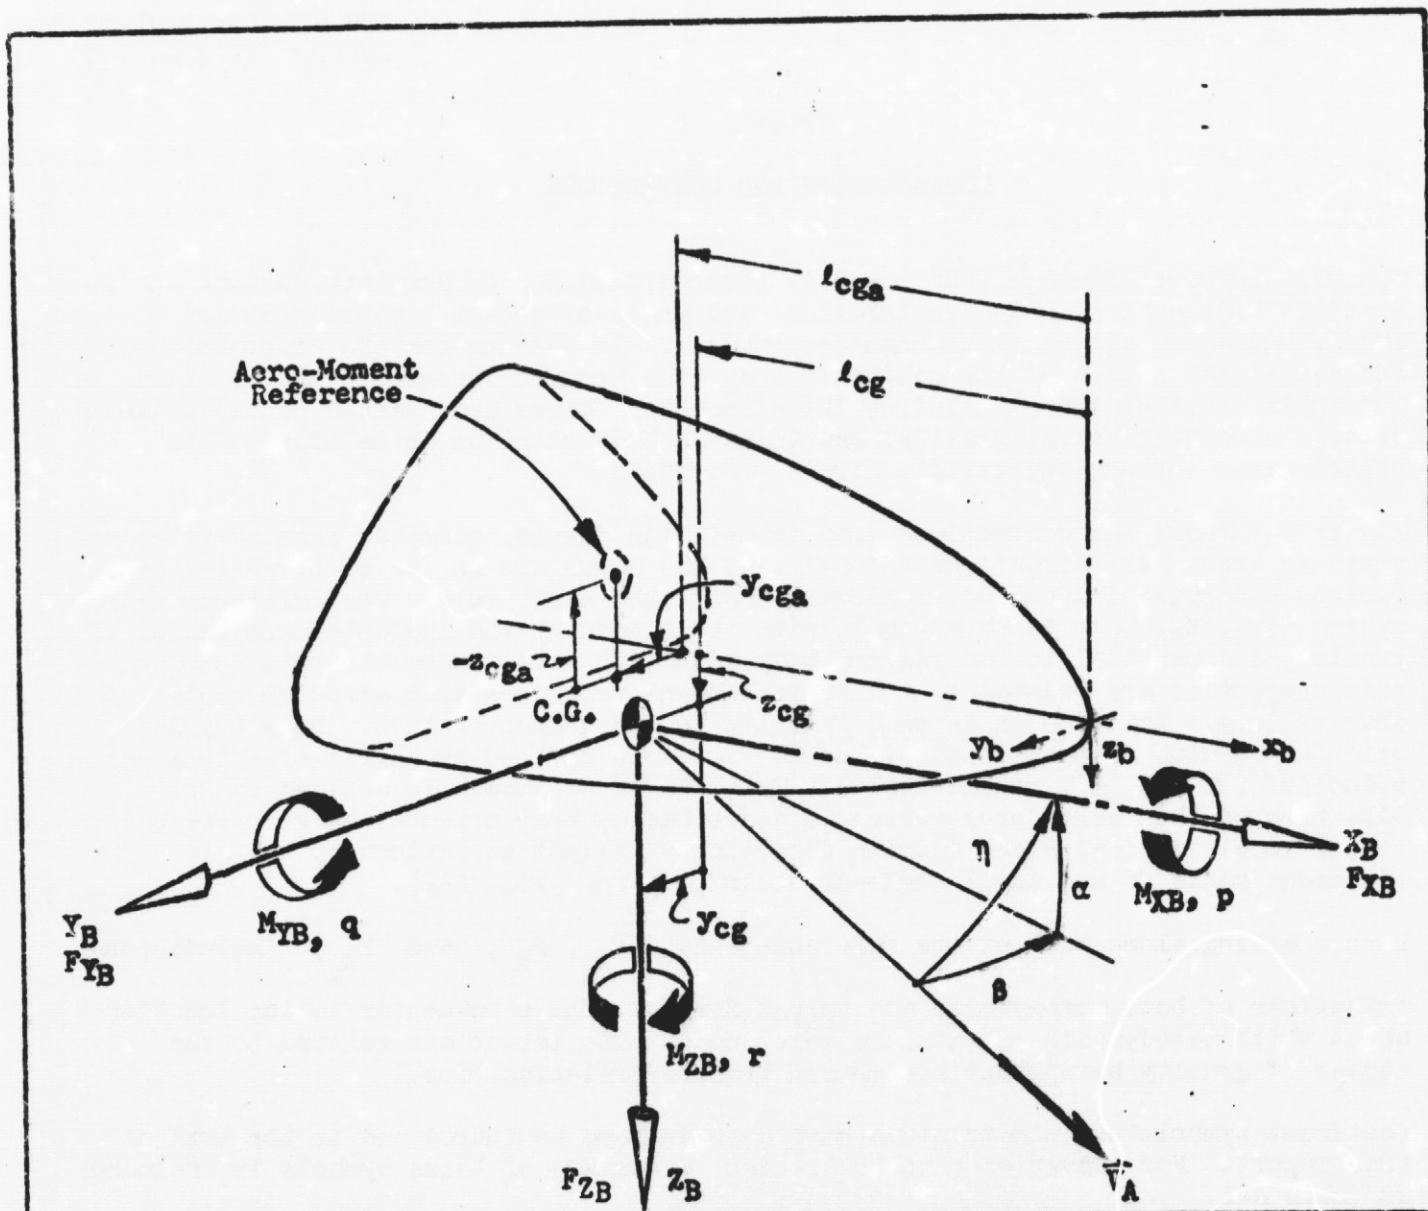 ℓcga
ℓcg
Aero-Moment
Reference
ycga
-zcga
C.G.
zcg
yb
zb
xb
XB
FXB
MXB, p
η
α
β
ycg
MYB, q
YB
FYB
MZB, r
FZB
ZB
V̄A